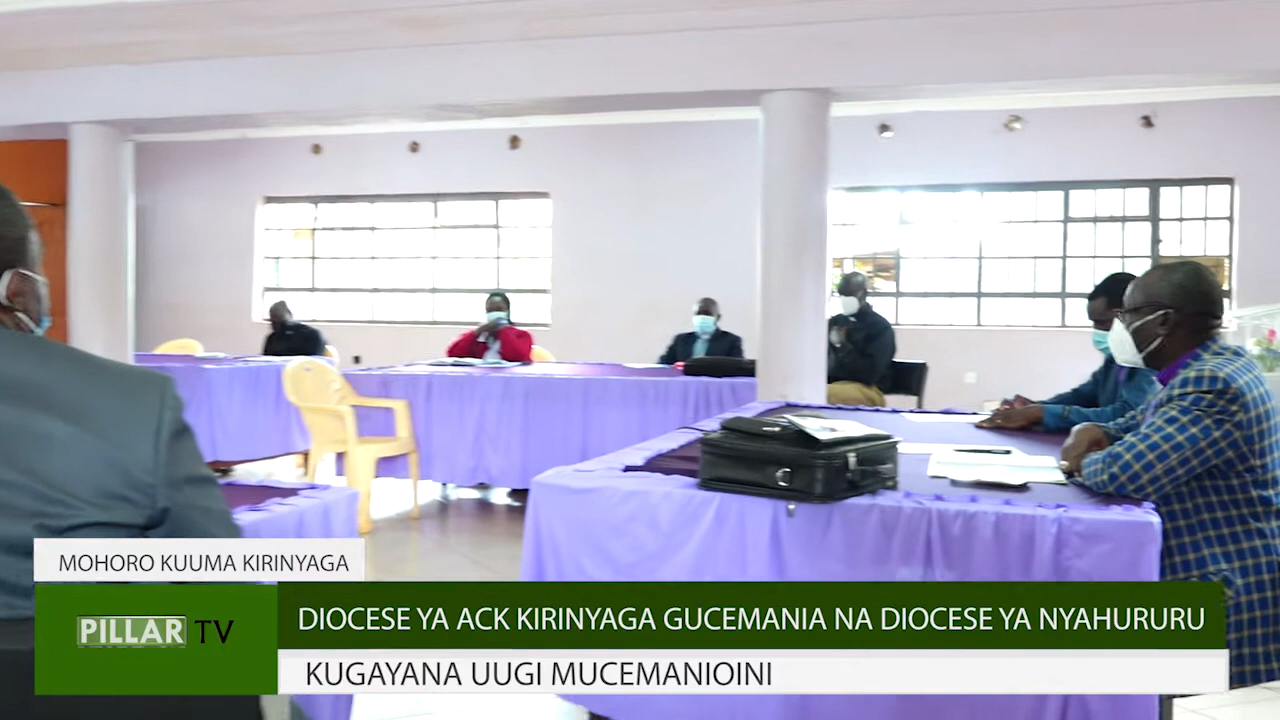 MOHORO KUUMA KIRINYAGA
PILLAR TV
DIOCESE YA ACK KIRINYAGA GUCEMANIA NA DIOCESE YA NYAHURURU
KUGAYANA UUGI MUCEMANIOINI